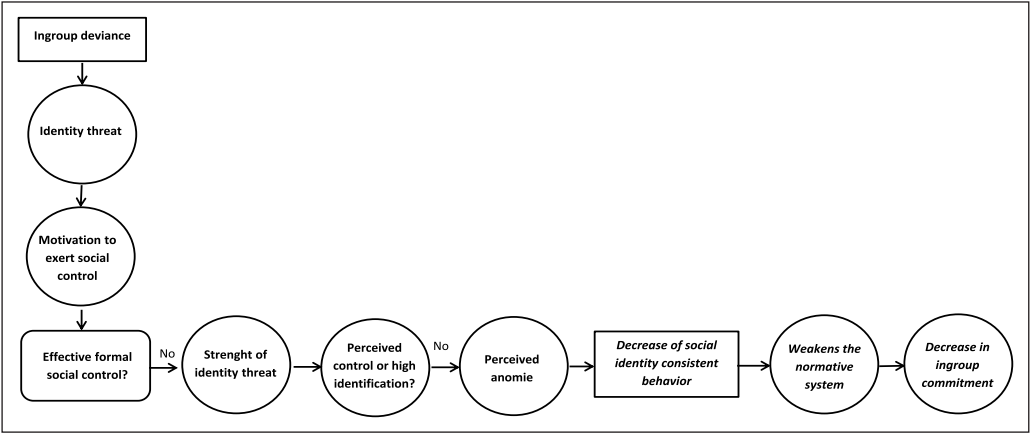 Ingroup deviance
Identity threat
Motivation to
exert social
control
Effective formal
social control?
No
Strenght of
identity threat
Perceived
control or high
identification?
No
Perceived
anomie
Decrease of social
identity consistent
behavior
Weakens the
normative
system
Decrease in
ingroup
commitment